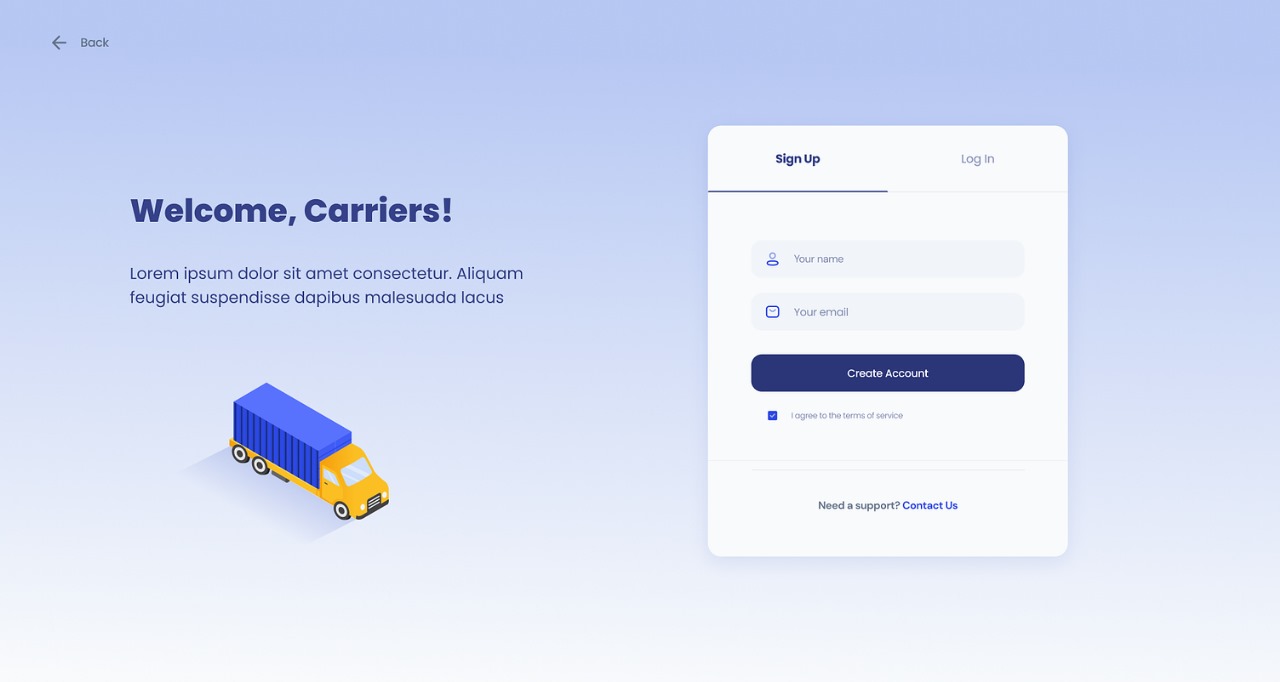 Back
Welcome, Carriers!
Lorem ipsum dolor sit amet consectetur. Aliquam
feugiat suspendisse dapibus malesuada lacus
Sign Up
Log In
Your name
Your email
Create Account
I agree to the terms of service
Need a support? Contact Us